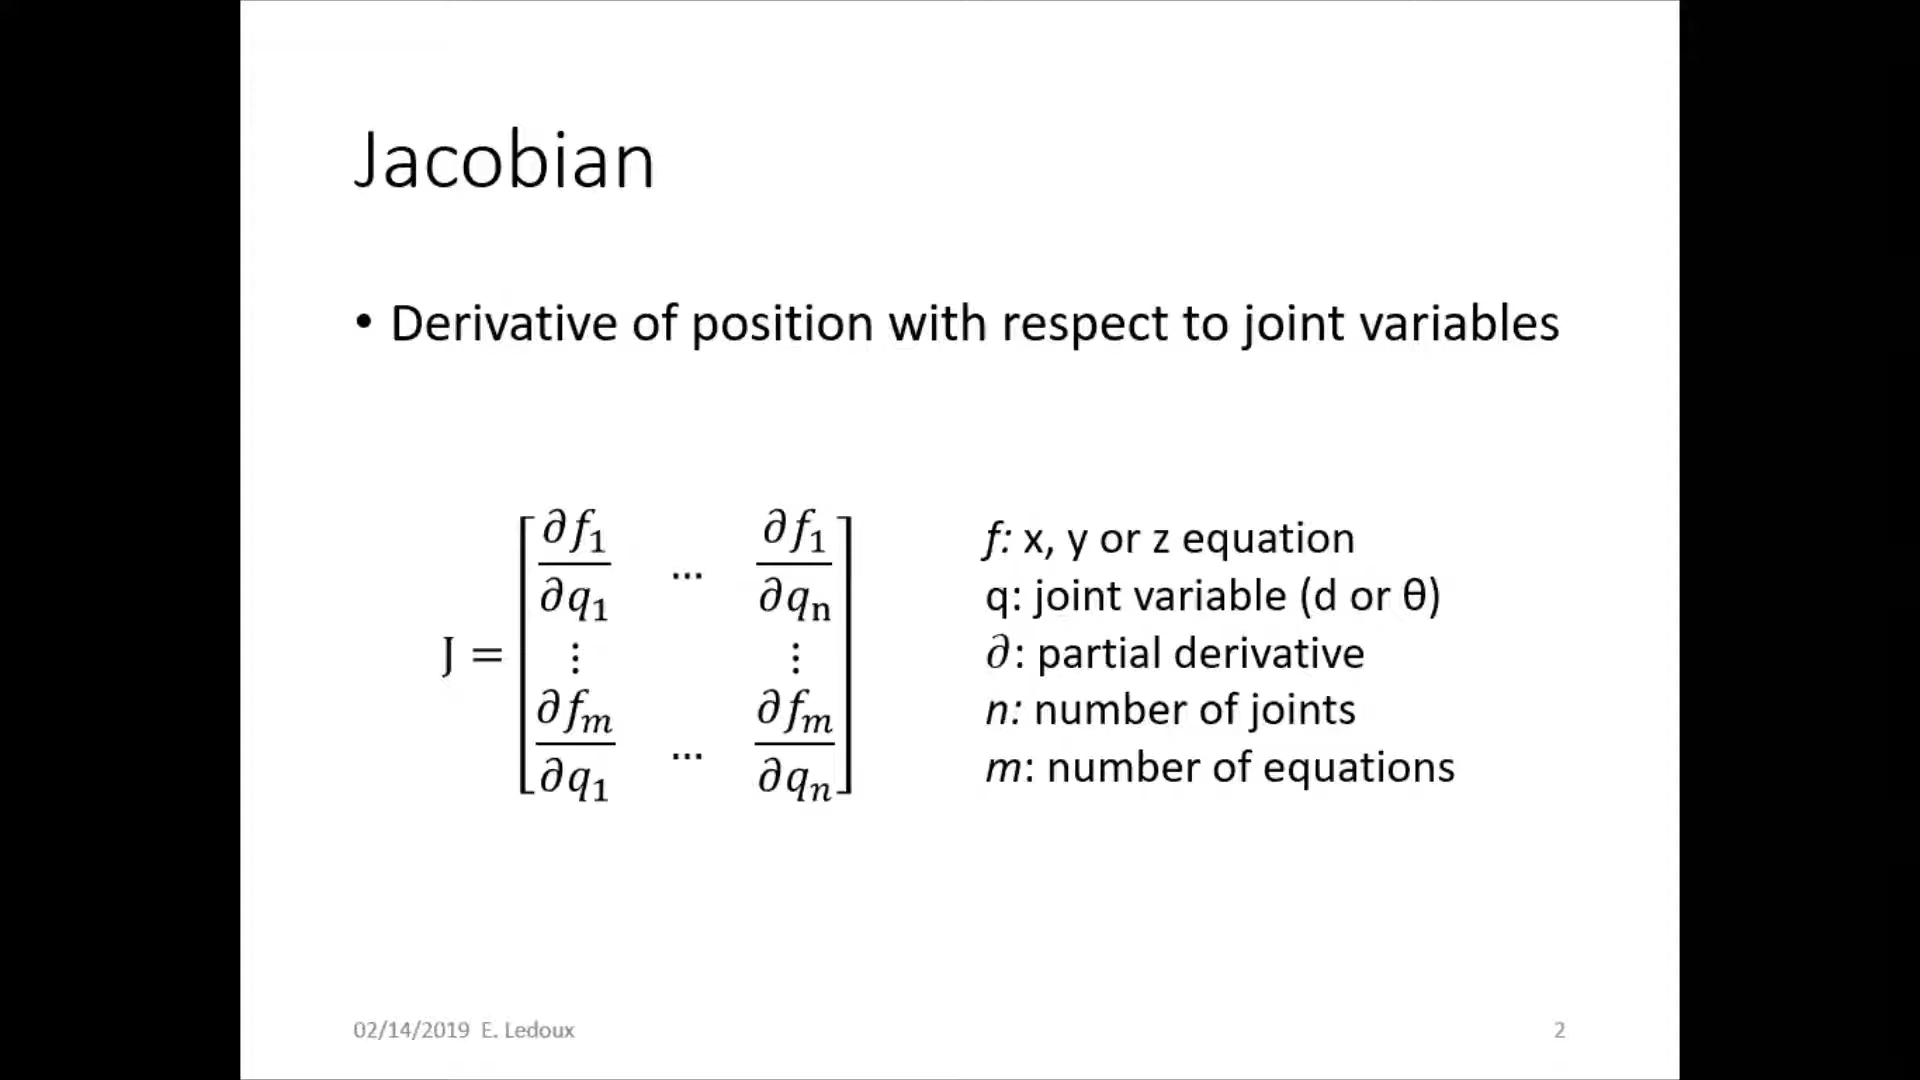 Jacobian
• Derivative of position with respect to joint variables
J = [ ∂f₁/∂q₁ … ∂f₁/∂qₙ
⋮ ⋮
∂fₘ/∂q₁ … ∂fₘ/∂qₙ ]
f: x, y or z equation
q: joint variable (d or θ)
∂: partial derivative
n: number of joints
m: number of equations
02/14/2019 E. Ledoux
2